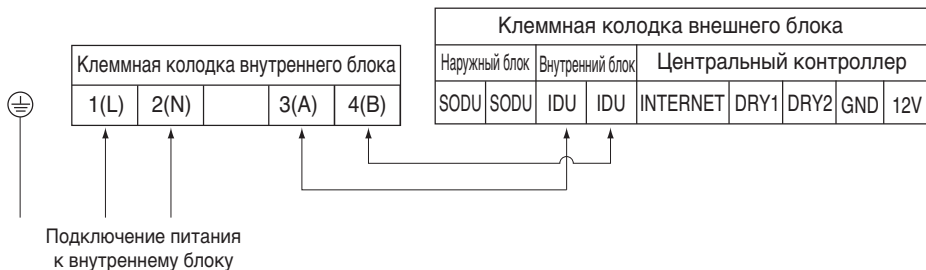 Клеммная колодка внешнего блока
Клеммная колодка внутреннего блока
Наружный блок Внутренний блок Центральный контроллер
1(L) 2(N) 3(A) 4(B)
SODU SODU IDU IDU INTERNET DRY1 DRY2 GND 12V
Подключение питания
к внутреннему блоку